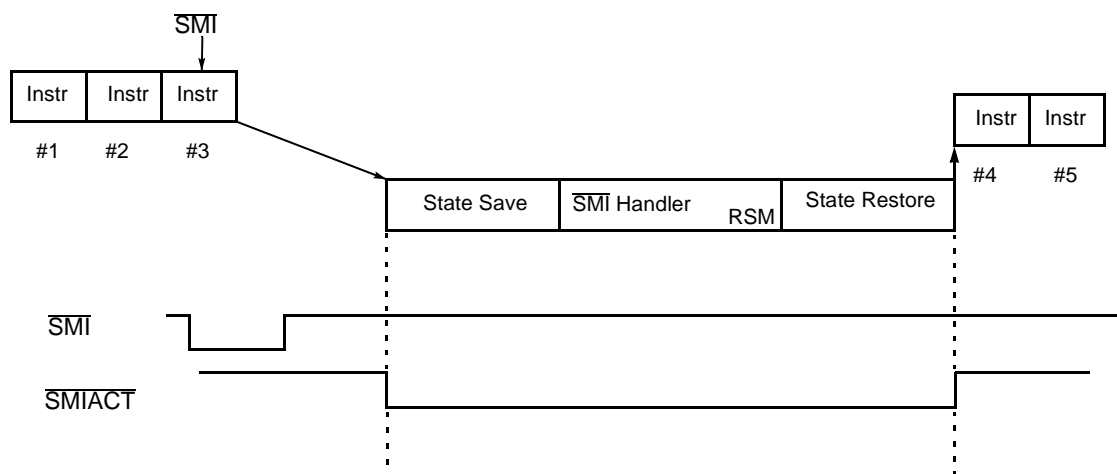 SMI
Instr Instr Instr
#1 #2 #3
Instr Instr
#4 #5
State Save SMI Handler RSM State Restore
SMI
SMIACT